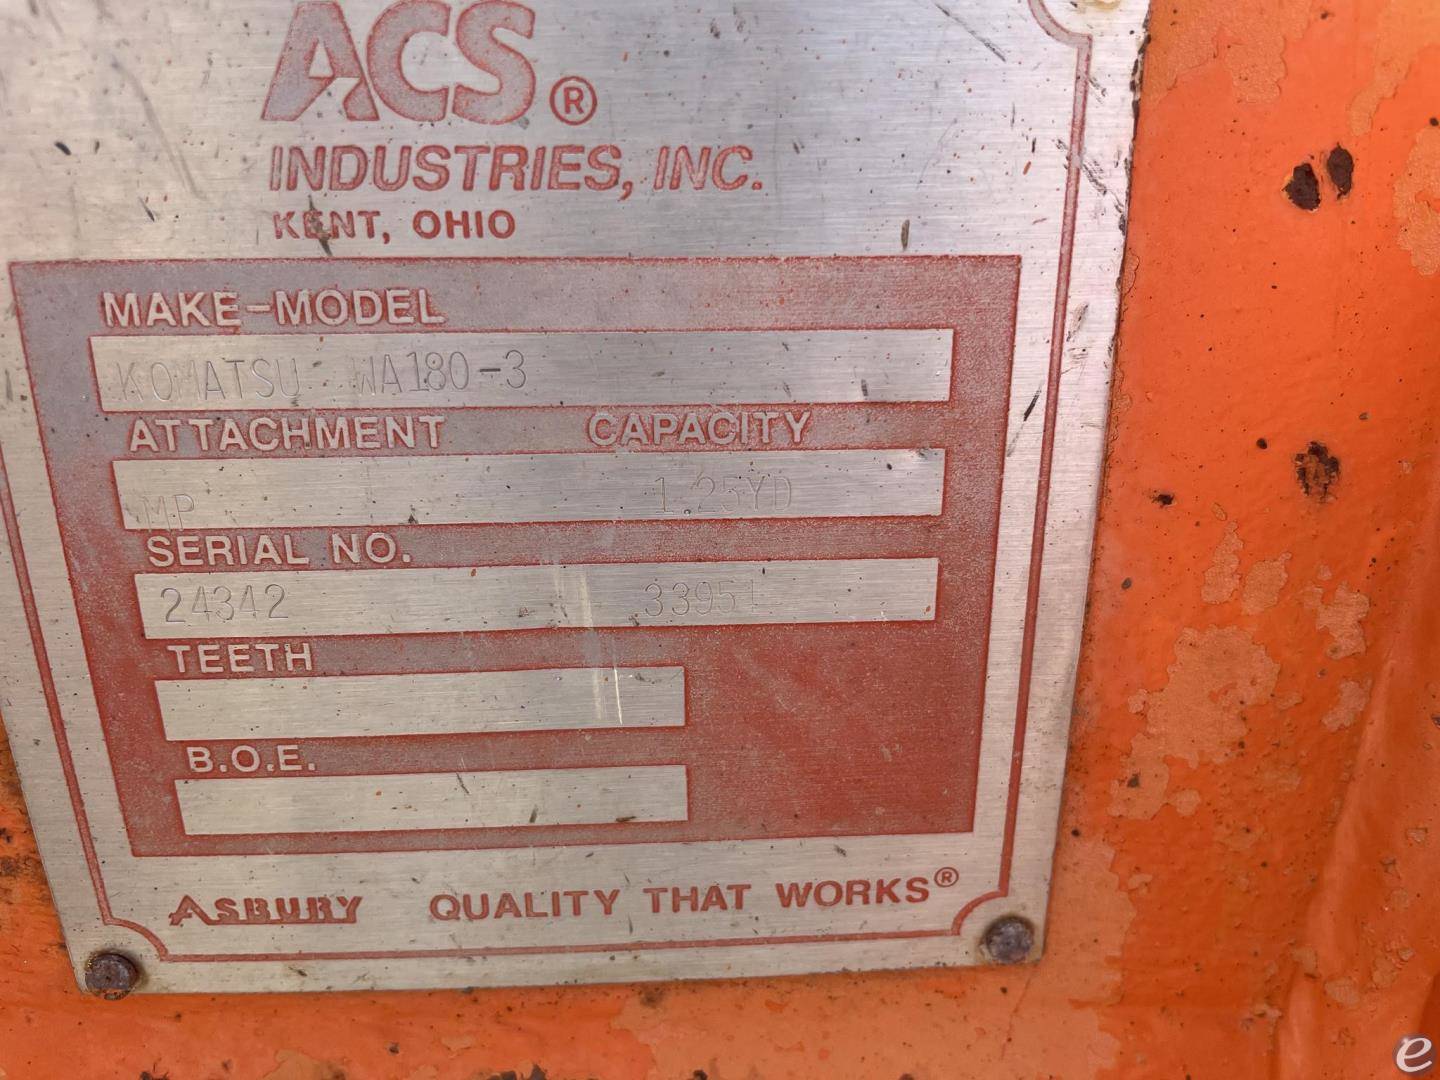 ACS®
INDUSTRIES, INC.
KENT, OHIO
MAKE-MODEL
KOMATSU WA180-3
ATTACHMENT CAPACITY
MP 1.25YD
SERIAL NO.
24342 33951
TEETH
B.O.E.
ASBURY QUALITY THAT WORKS®
e